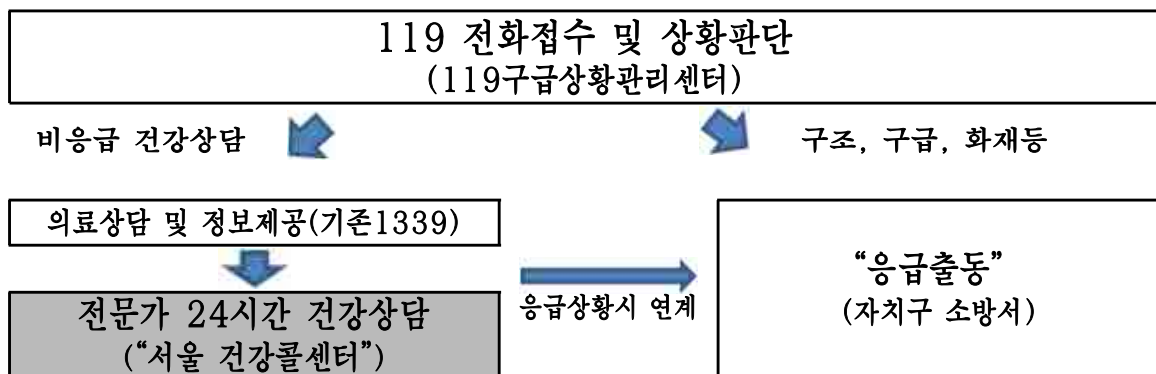 119 전화접수 및 상황판단
(119구급상황관리센터)
비응급 건강상담
구조, 구급, 화재등
의료상담 및 정보제공(기존1339)
전문가 24시간 건강상담
(“서울 건강콜센터”)
응급상황시 연계
“응급출동”
(자치구 소방서)